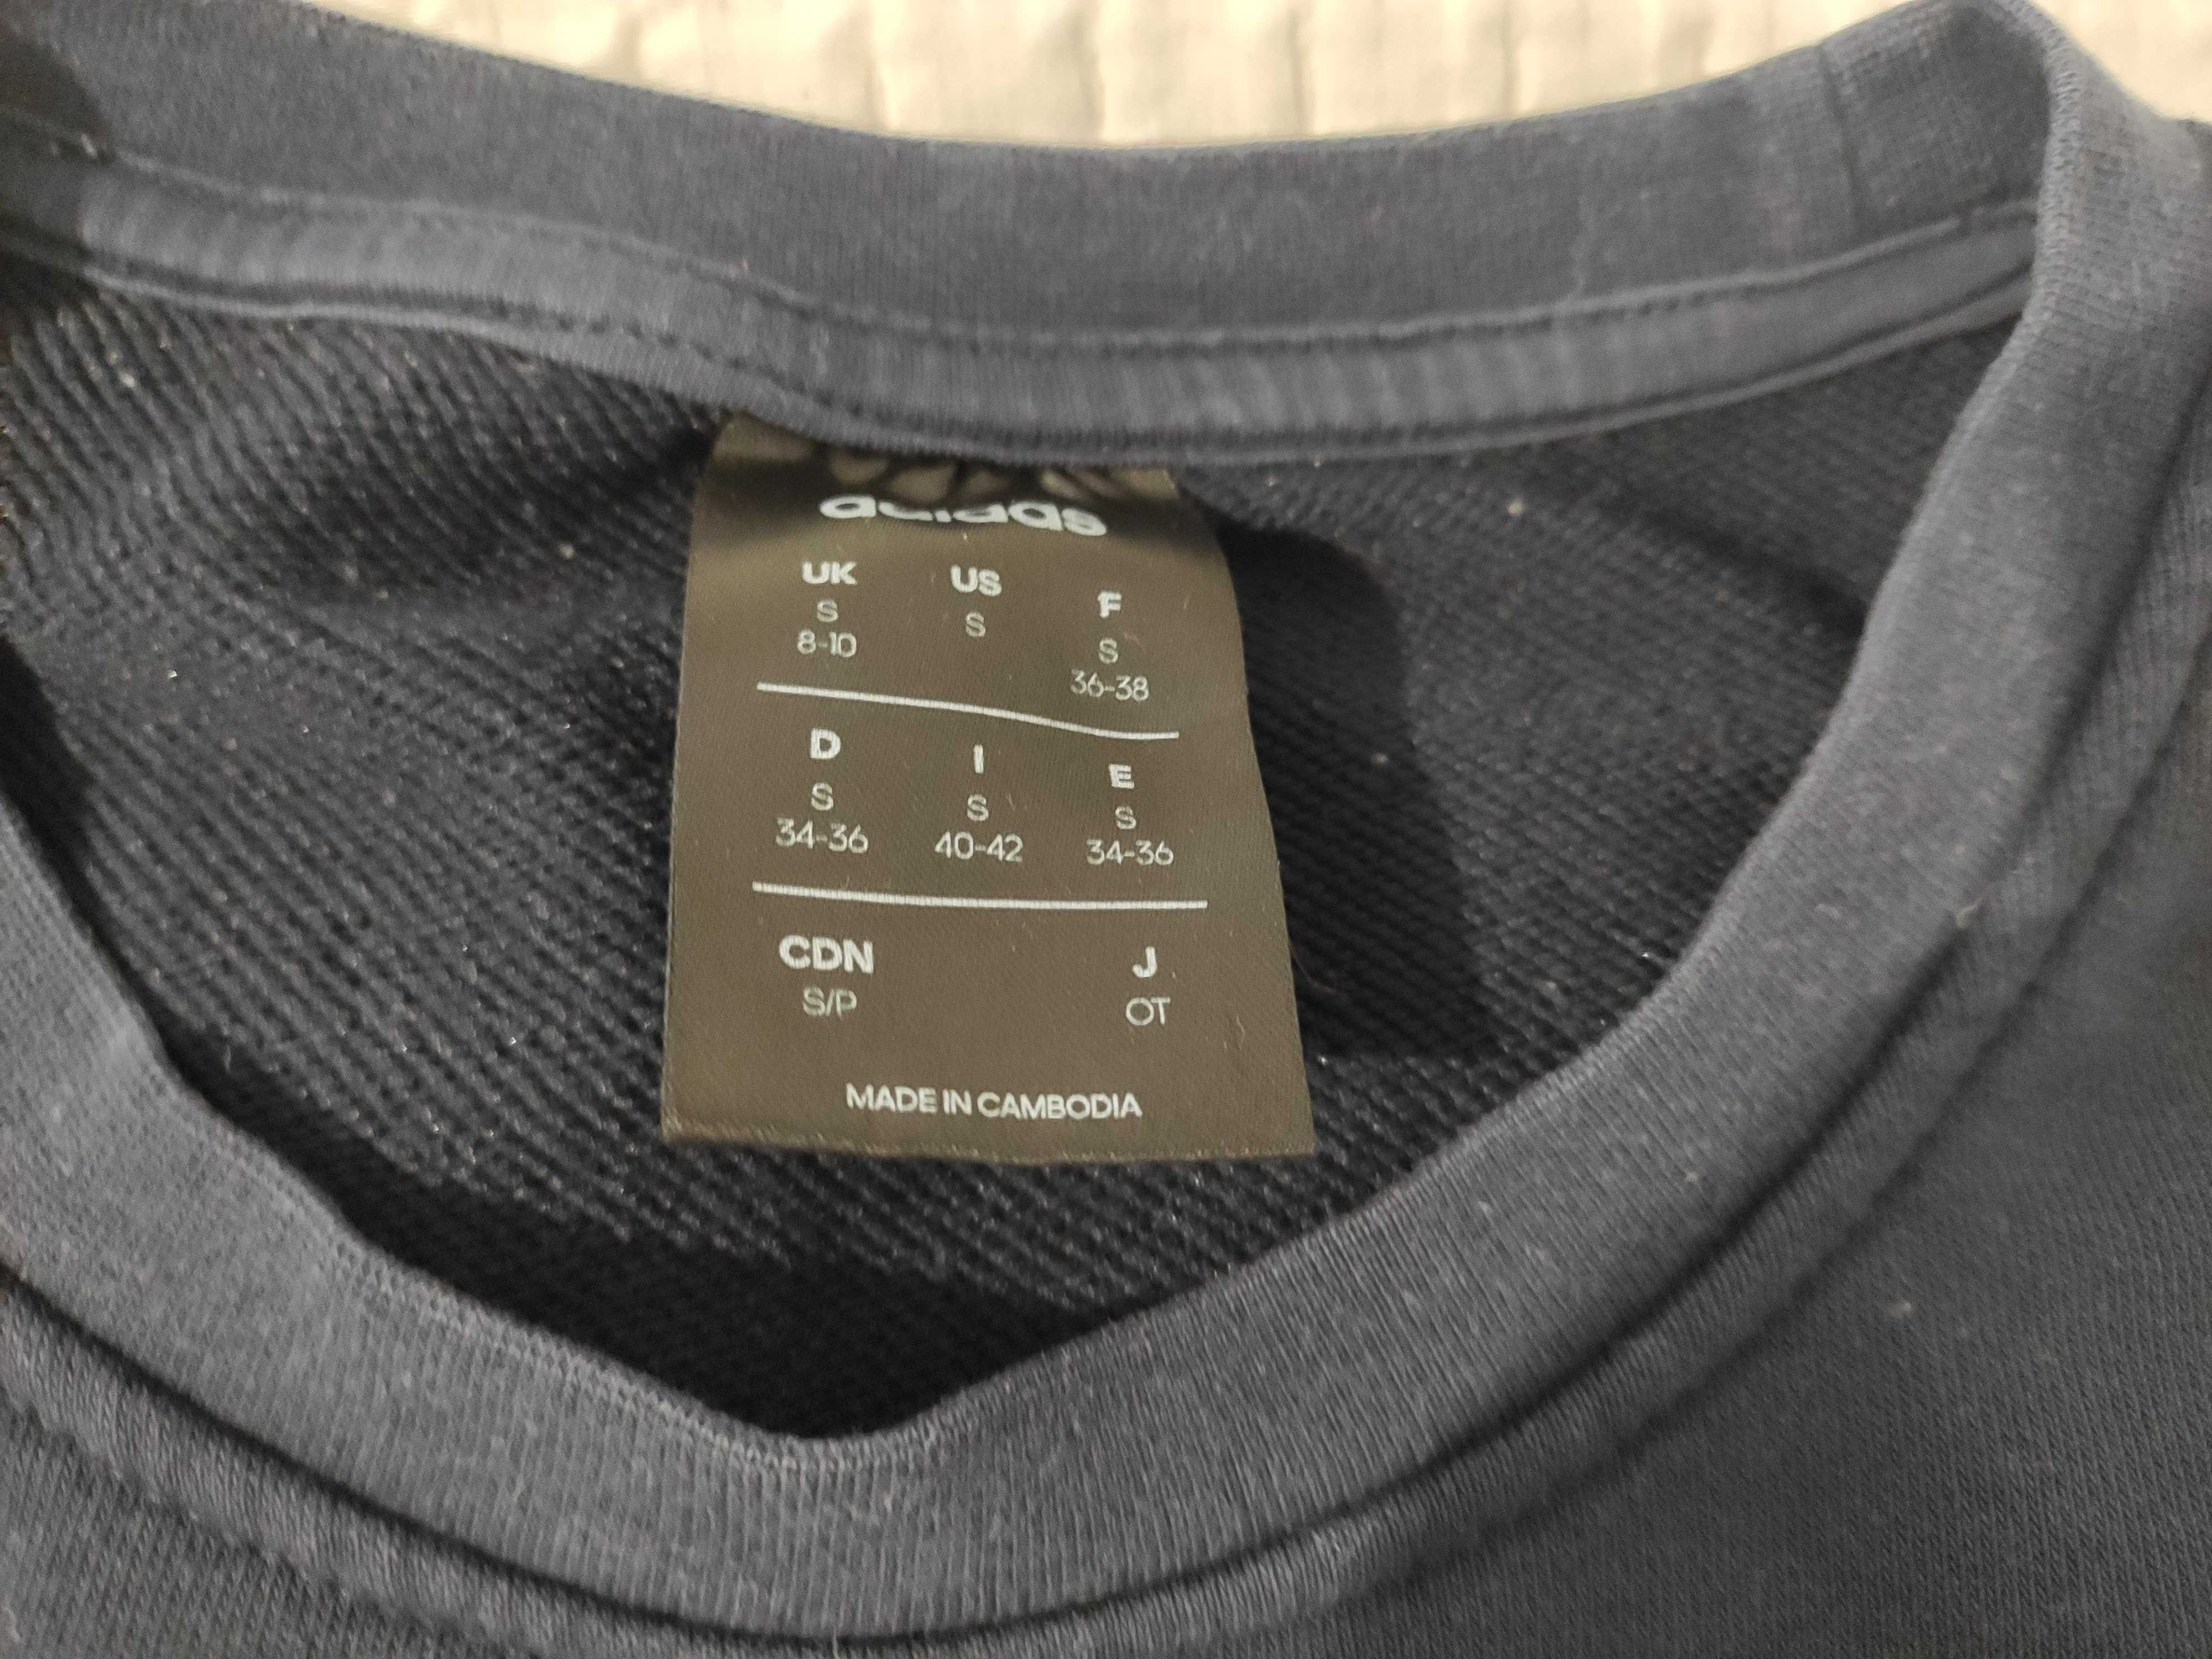 adidas
UK US F
S S S
8-10 36-38
D I E
S S S
34-36 40-42 34-36
CDN J
S/P OT
MADE IN CAMBODIA